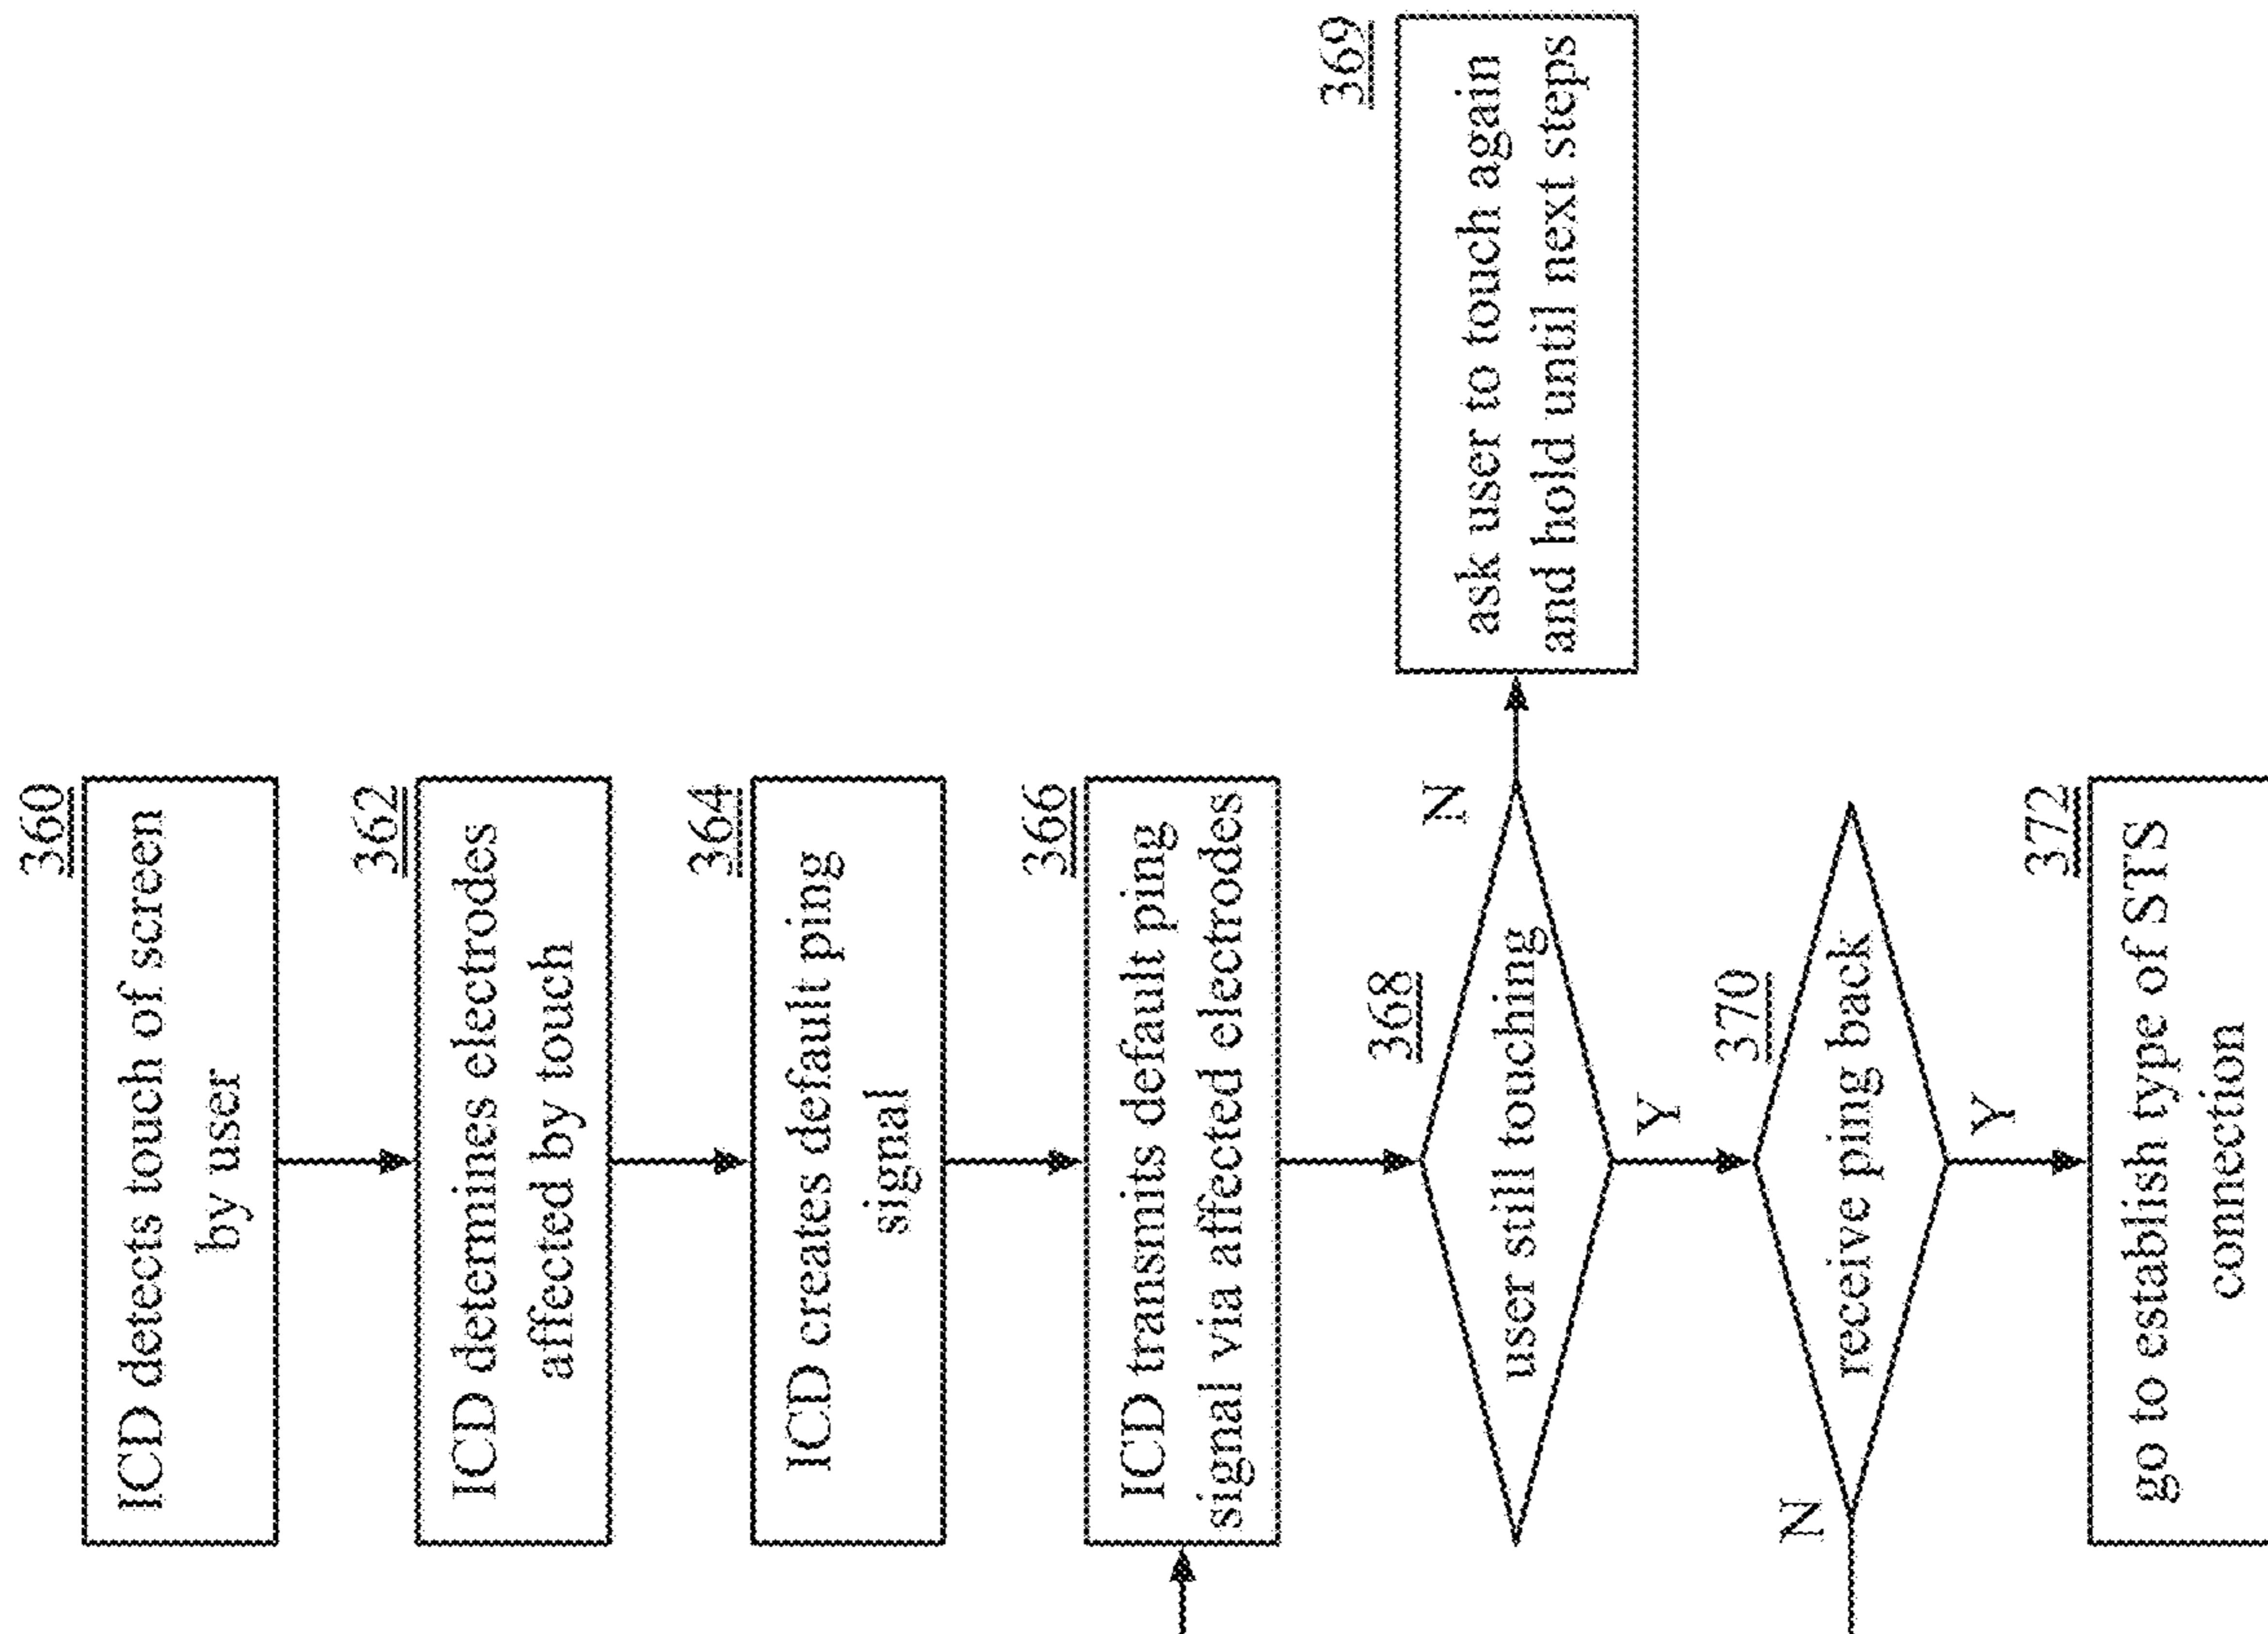 360
ICD detects touch of screen
by user
362
ICD determines electrodes
affected by touch
364
ICD creates default ping
signal
366
ICD transmits default ping
signal via affected electrodes
368
user still touching
N
369
ask user to touch again
and hold until next steps
Y
370
receive ping back
N
Y
372
go to establish type of STS
connection